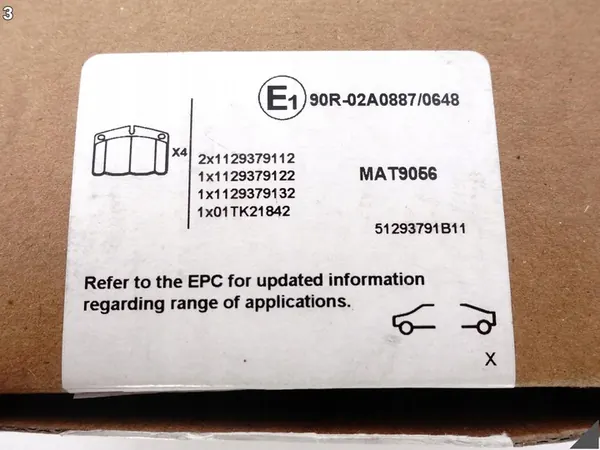 3
E1 90R-02A0887/0648
X4
2x1129379112
1x1129379122
1x1129379132
1x01TK21842
MAT9056
51293791B11
Refer to the EPC for updated information
regarding range of applications.
X